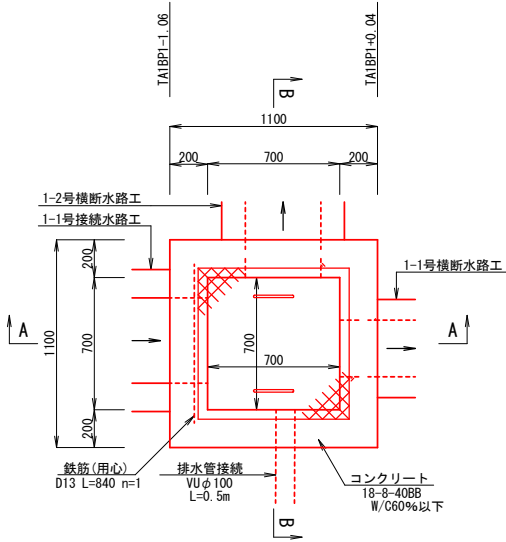 TA1BP1-1.06
TA1BP1+0.04
B
1100
200
700
200
1-2号横断水路工
1-1号接続水路工
1-1号横断水路工
200
A
1100
700
700
700
A
200
鉄筋(用心)
D13 L=840 n=1
排水管接続
VUφ100
L=0.5m
コンクリート
18-8-40BB
W/C60%以下
B